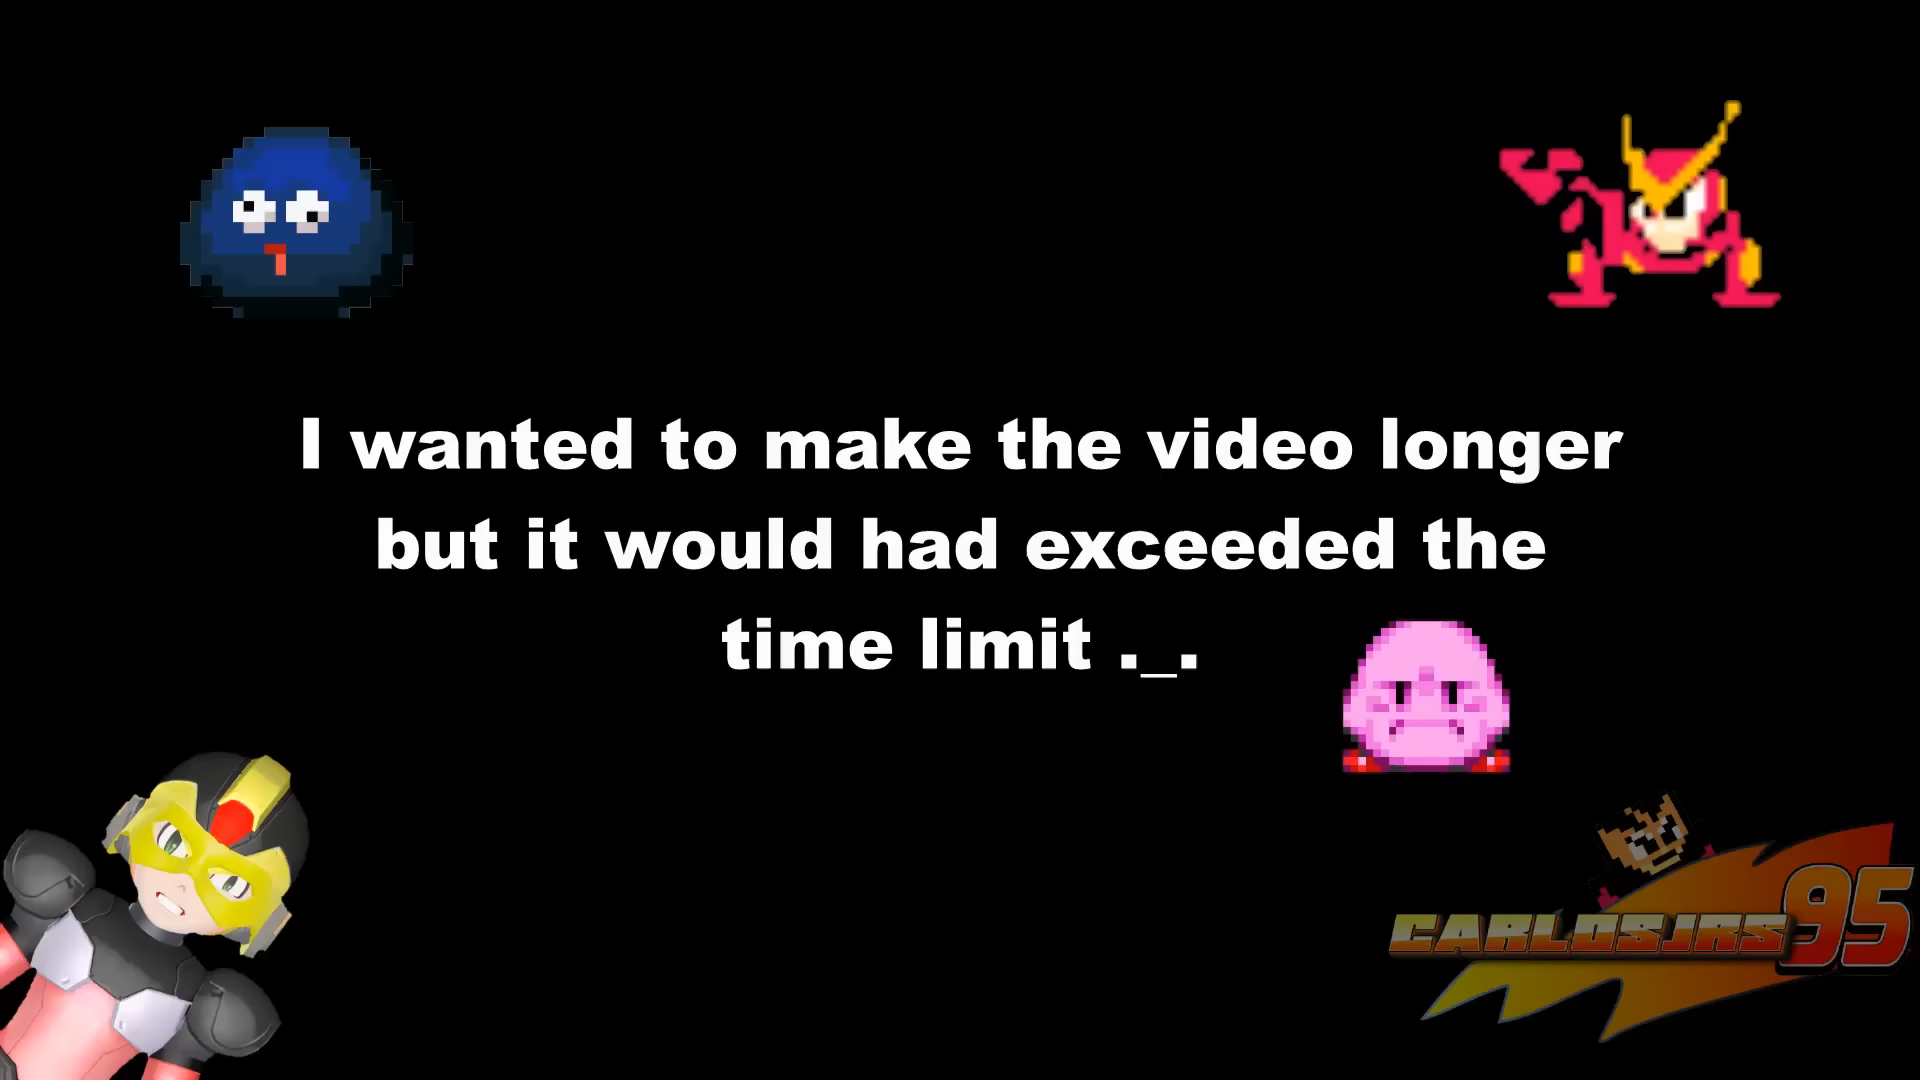 I wanted to make the video longer
but it would had exceeded the
time limit ._.
CARLOSJRS95